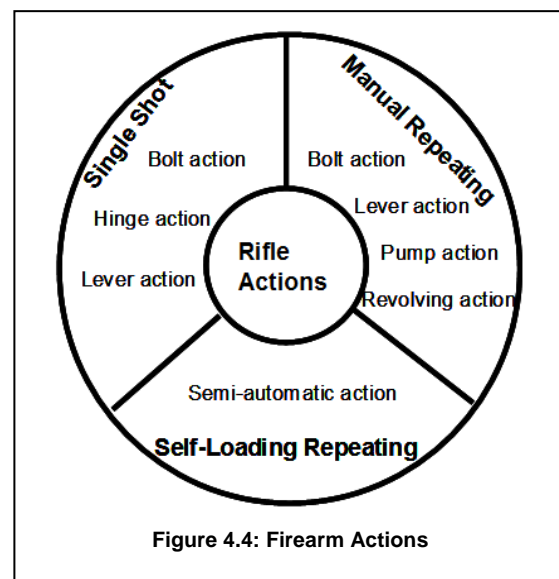 Single Shot
Bolt action
Hinge action
Lever action
Manual Repeating
Bolt action
Lever action
Pump action
Revolving action
Rifle
Actions
Semi-automatic action
Self-Loading Repeating
Figure 4.4: Firearm Actions